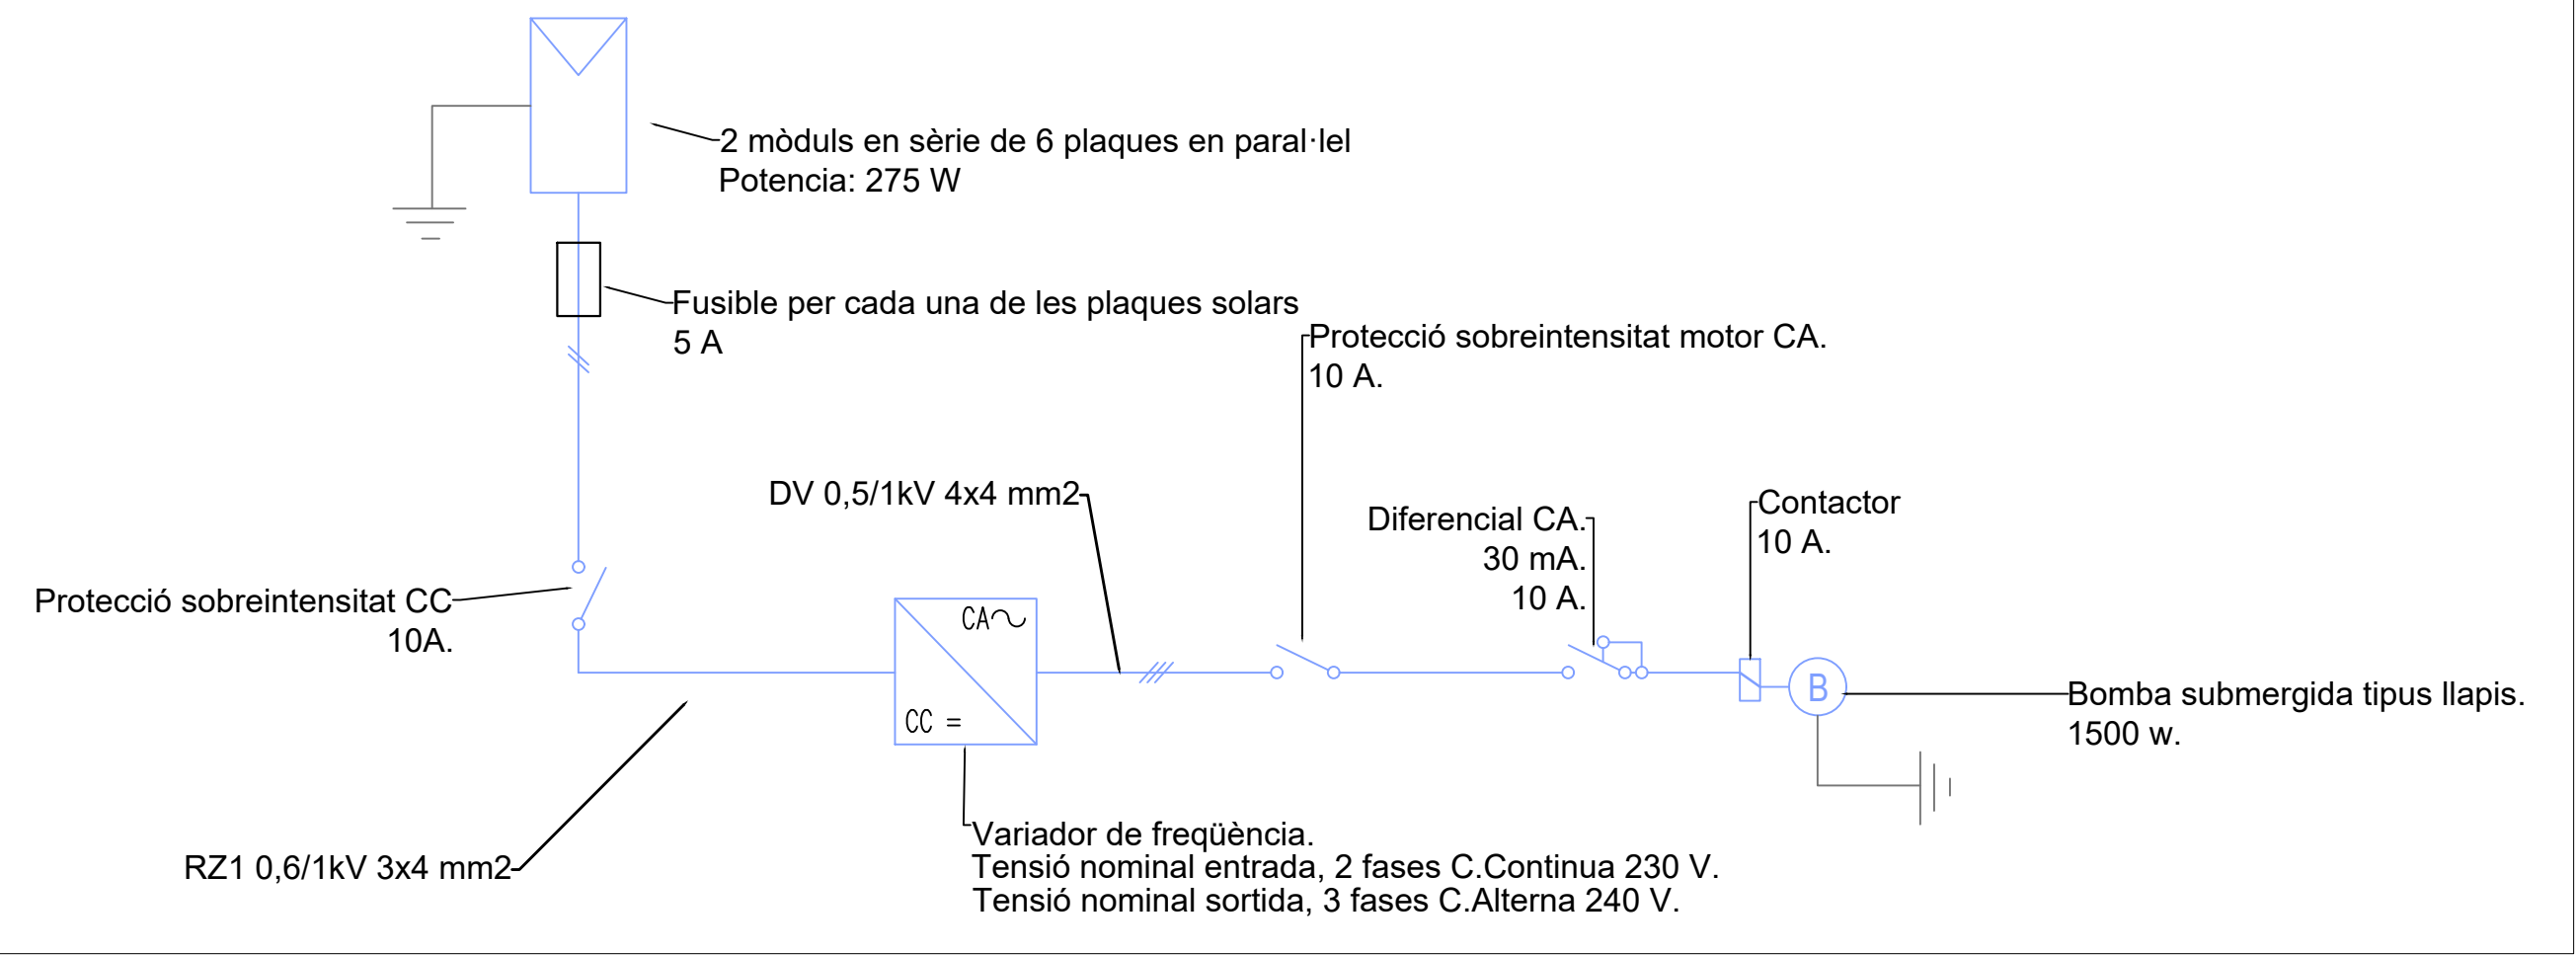 2 mòduls en sèrie de 6 plaques en paral·lel
Potencia: 275 W
Fusible per cada una de les plaques solars
5 A
Protecció sobreintensitat motor CA.
10 A.
DV 0,5/1kV 4x4 mm2
Diferencial CA.
30 mA.
10 A.
Contactor
10 A.
Protecció sobreintensitat CC
10A.
CA
CC =
B
Bomba submergida tipus llapis.
1500 w.
RZ1 0,6/1kV 3x4 mm2
Variador de freqüència.
Tensió nominal entrada, 2 fases C.Continua 230 V.
Tensió nominal sortida, 3 fases C.Alterna 240 V.